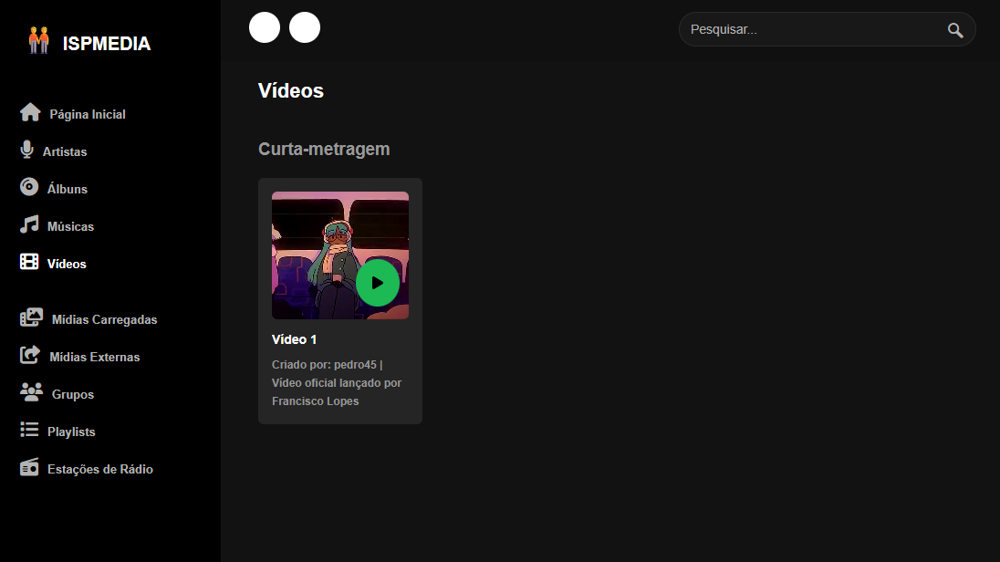 ISPMEDIA
Página Inicial
Artistas
Álbuns
Músicas
Vídeos
Mídias Carregadas
Mídias Externas
Grupos
Playlists
Estações de Rádio
Pesquisar...
Vídeos
Curta-metragem
Vídeo 1
Criado por: pedro45 |
Vídeo oficial lançado por
Francisco Lopes